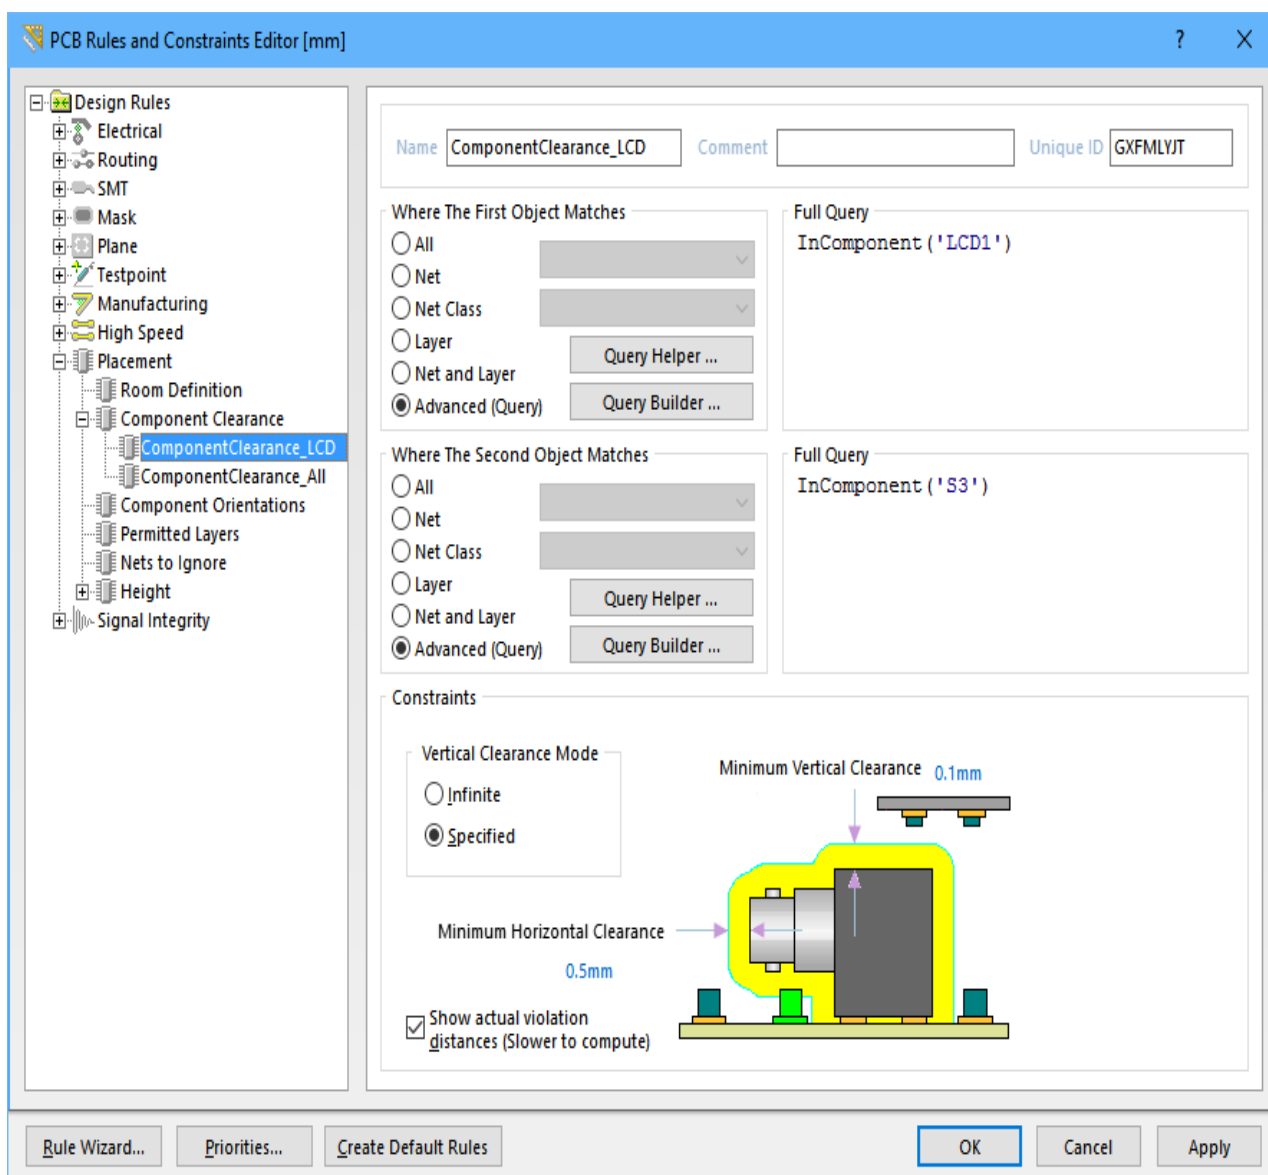 PCB Rules and Constraints Editor [mm]
?
Design Rules
Electrical
Routing
SMT
Mask
Plane
Testpoint
Manufacturing
High Speed
Placement
Room Definition
Component Clearance
ComponentClearance_LCD
ComponentClearance_All
Component Orientations
Permitted Layers
Nets to Ignore
Height
Signal Integrity
Name ComponentClearance_LCD Comment Unique ID GXFMLYJT
Where The First Object Matches
All
Net
Net Class
Layer
Net and Layer
Advanced (Query)
Query Helper ...
Query Builder ...
Full Query
InComponent('LCD1')
Where The Second Object Matches
All
Net
Net Class
Layer
Net and Layer
Advanced (Query)
Query Helper ...
Query Builder ...
Full Query
InComponent('S3')
Constraints
Vertical Clearance Mode
Infinite
Specified
Minimum Vertical Clearance 0.1mm
Minimum Horizontal Clearance
0.5mm
Show actual violation
distances (Slower to compute)
Rule Wizard... Priorities... Create Default Rules OK Cancel Apply